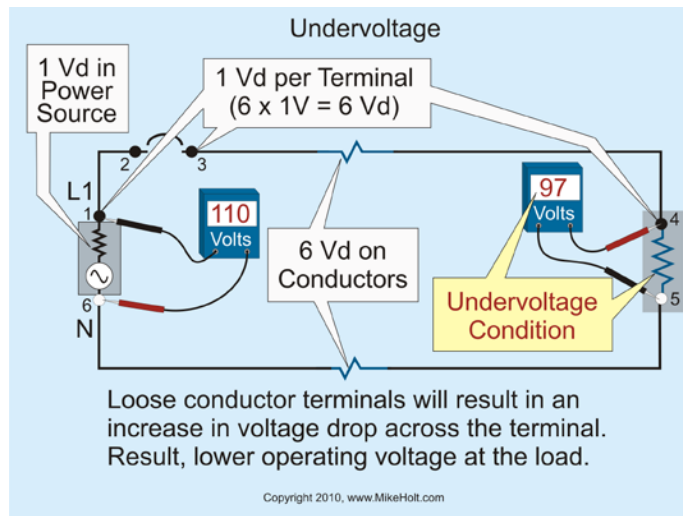 Undervoltage
1 Vd in
Power
Source
1 Vd per Terminal
(6 x 1V = 6 Vd)
2
3
L1
1
110
Volts
97
Volts
4
6 Vd on
Conductors
6
N
5
Undervoltage
Condition
Loose conductor terminals will result in an
increase in voltage drop across the terminal.
Result, lower operating voltage at the load.
Copyright 2010, www.MikeHolt.com